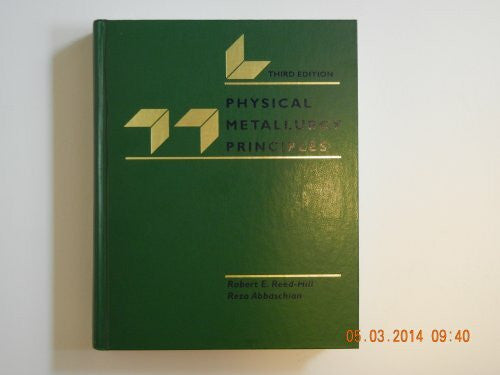 THIRD EDITION
PHYSICAL
METALLURGY
PRINCIPLES
Robert E. Reed-Hill
Reza Abbaschian
05.03.2014 09:40